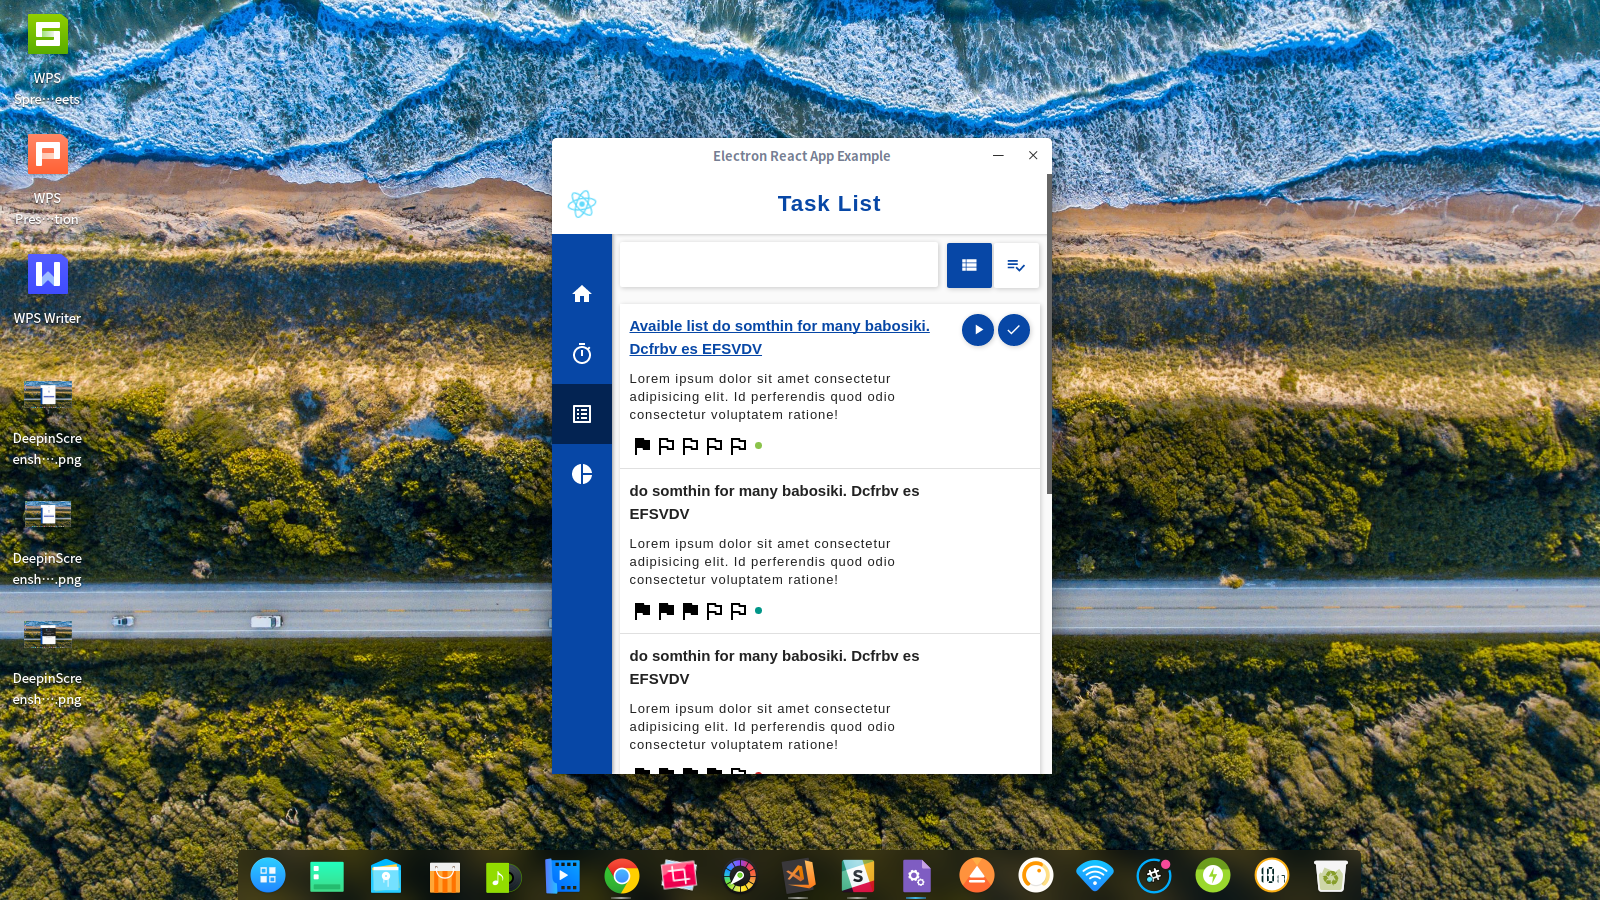 WPS
Spre···eets
WPS
Pres···tion
WPS Writer
DeepinScre
ensh···.png
DeepinScre
ensh···.png
DeepinScre
ensh···.png
Electron React App Example
Task List
Avaible list do somthin for many babosiki.
Dcfrbv es EFSVDV
Lorem ipsum dolor sit amet consectetur
adipisicing elit. Id perferendis quod odio
consectetur voluptatem ratione!
do somthin for many babosiki. Dcfrbv es
EFSVDV
Lorem ipsum dolor sit amet consectetur
adipisicing elit. Id perferendis quod odio
consectetur voluptatem ratione!
do somthin for many babosiki. Dcfrbv es
EFSVDV
Lorem ipsum dolor sit amet consectetur
adipisicing elit. Id perferendis quod odio
consectetur voluptatem ratione!